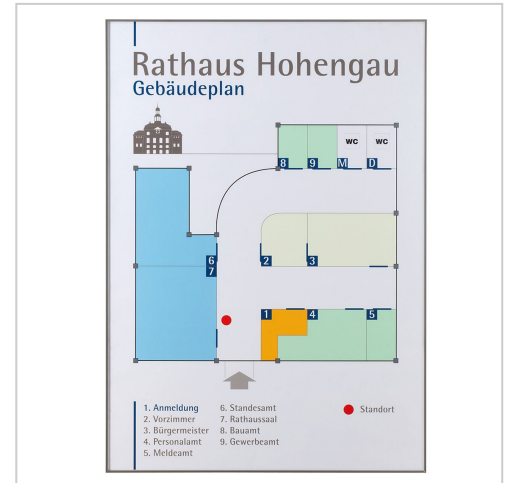 Rathaus Hohengau
Gebäudeplan
WC WC
8 9 M D
2 3
6
7
1 4 5
1. Anmeldung
2. Vorzimmer
3. Bürgermeister
4. Personalamt
5. Meldeamt
6. Standesamt
7. Rathaussaal
8. Bauamt
9. Gewerbeamt
Standort